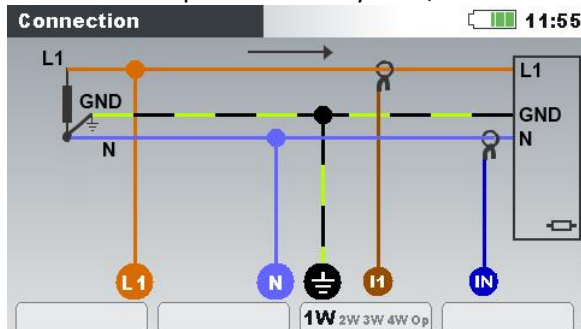 Connection 11:55
L1
L1
GND
GND
N
N
L1 N I1 IN
1W 2W 3W 4W Op